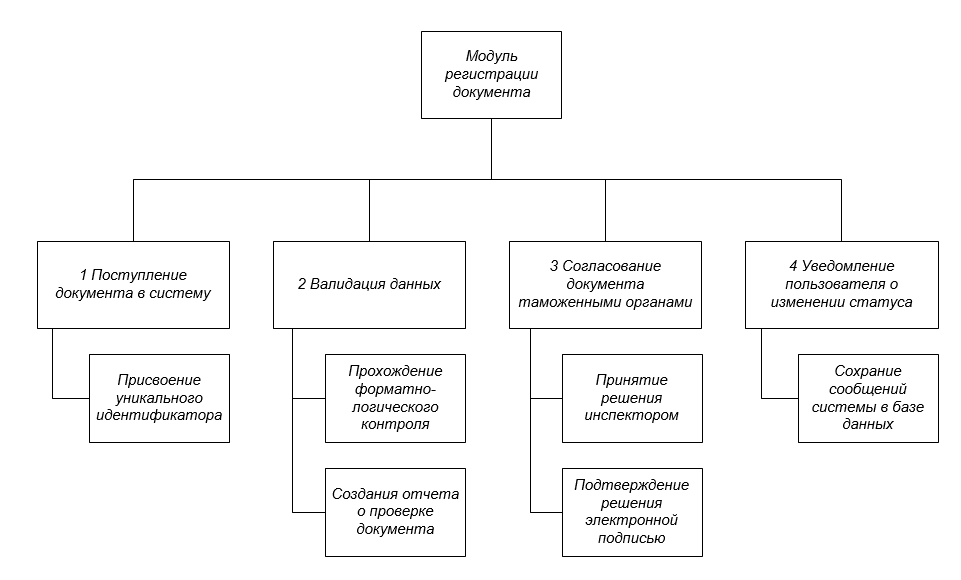 Модуль
регистрации
документа
1 Поступление
документа в систему
2 Валидация данных
3 Согласование
документа
таможенными органами
4 Уведомление
пользователя о
изменении статуса
Присвоение
уникального
идентификатора
Прохождение
форматно-
логического
контроля
Принятие
решения
инспектором
Сохрание
сообщений
системы в базе
данных
Создания отчета
о проверке
документа
Подтверждение
решения
электронной
подписью